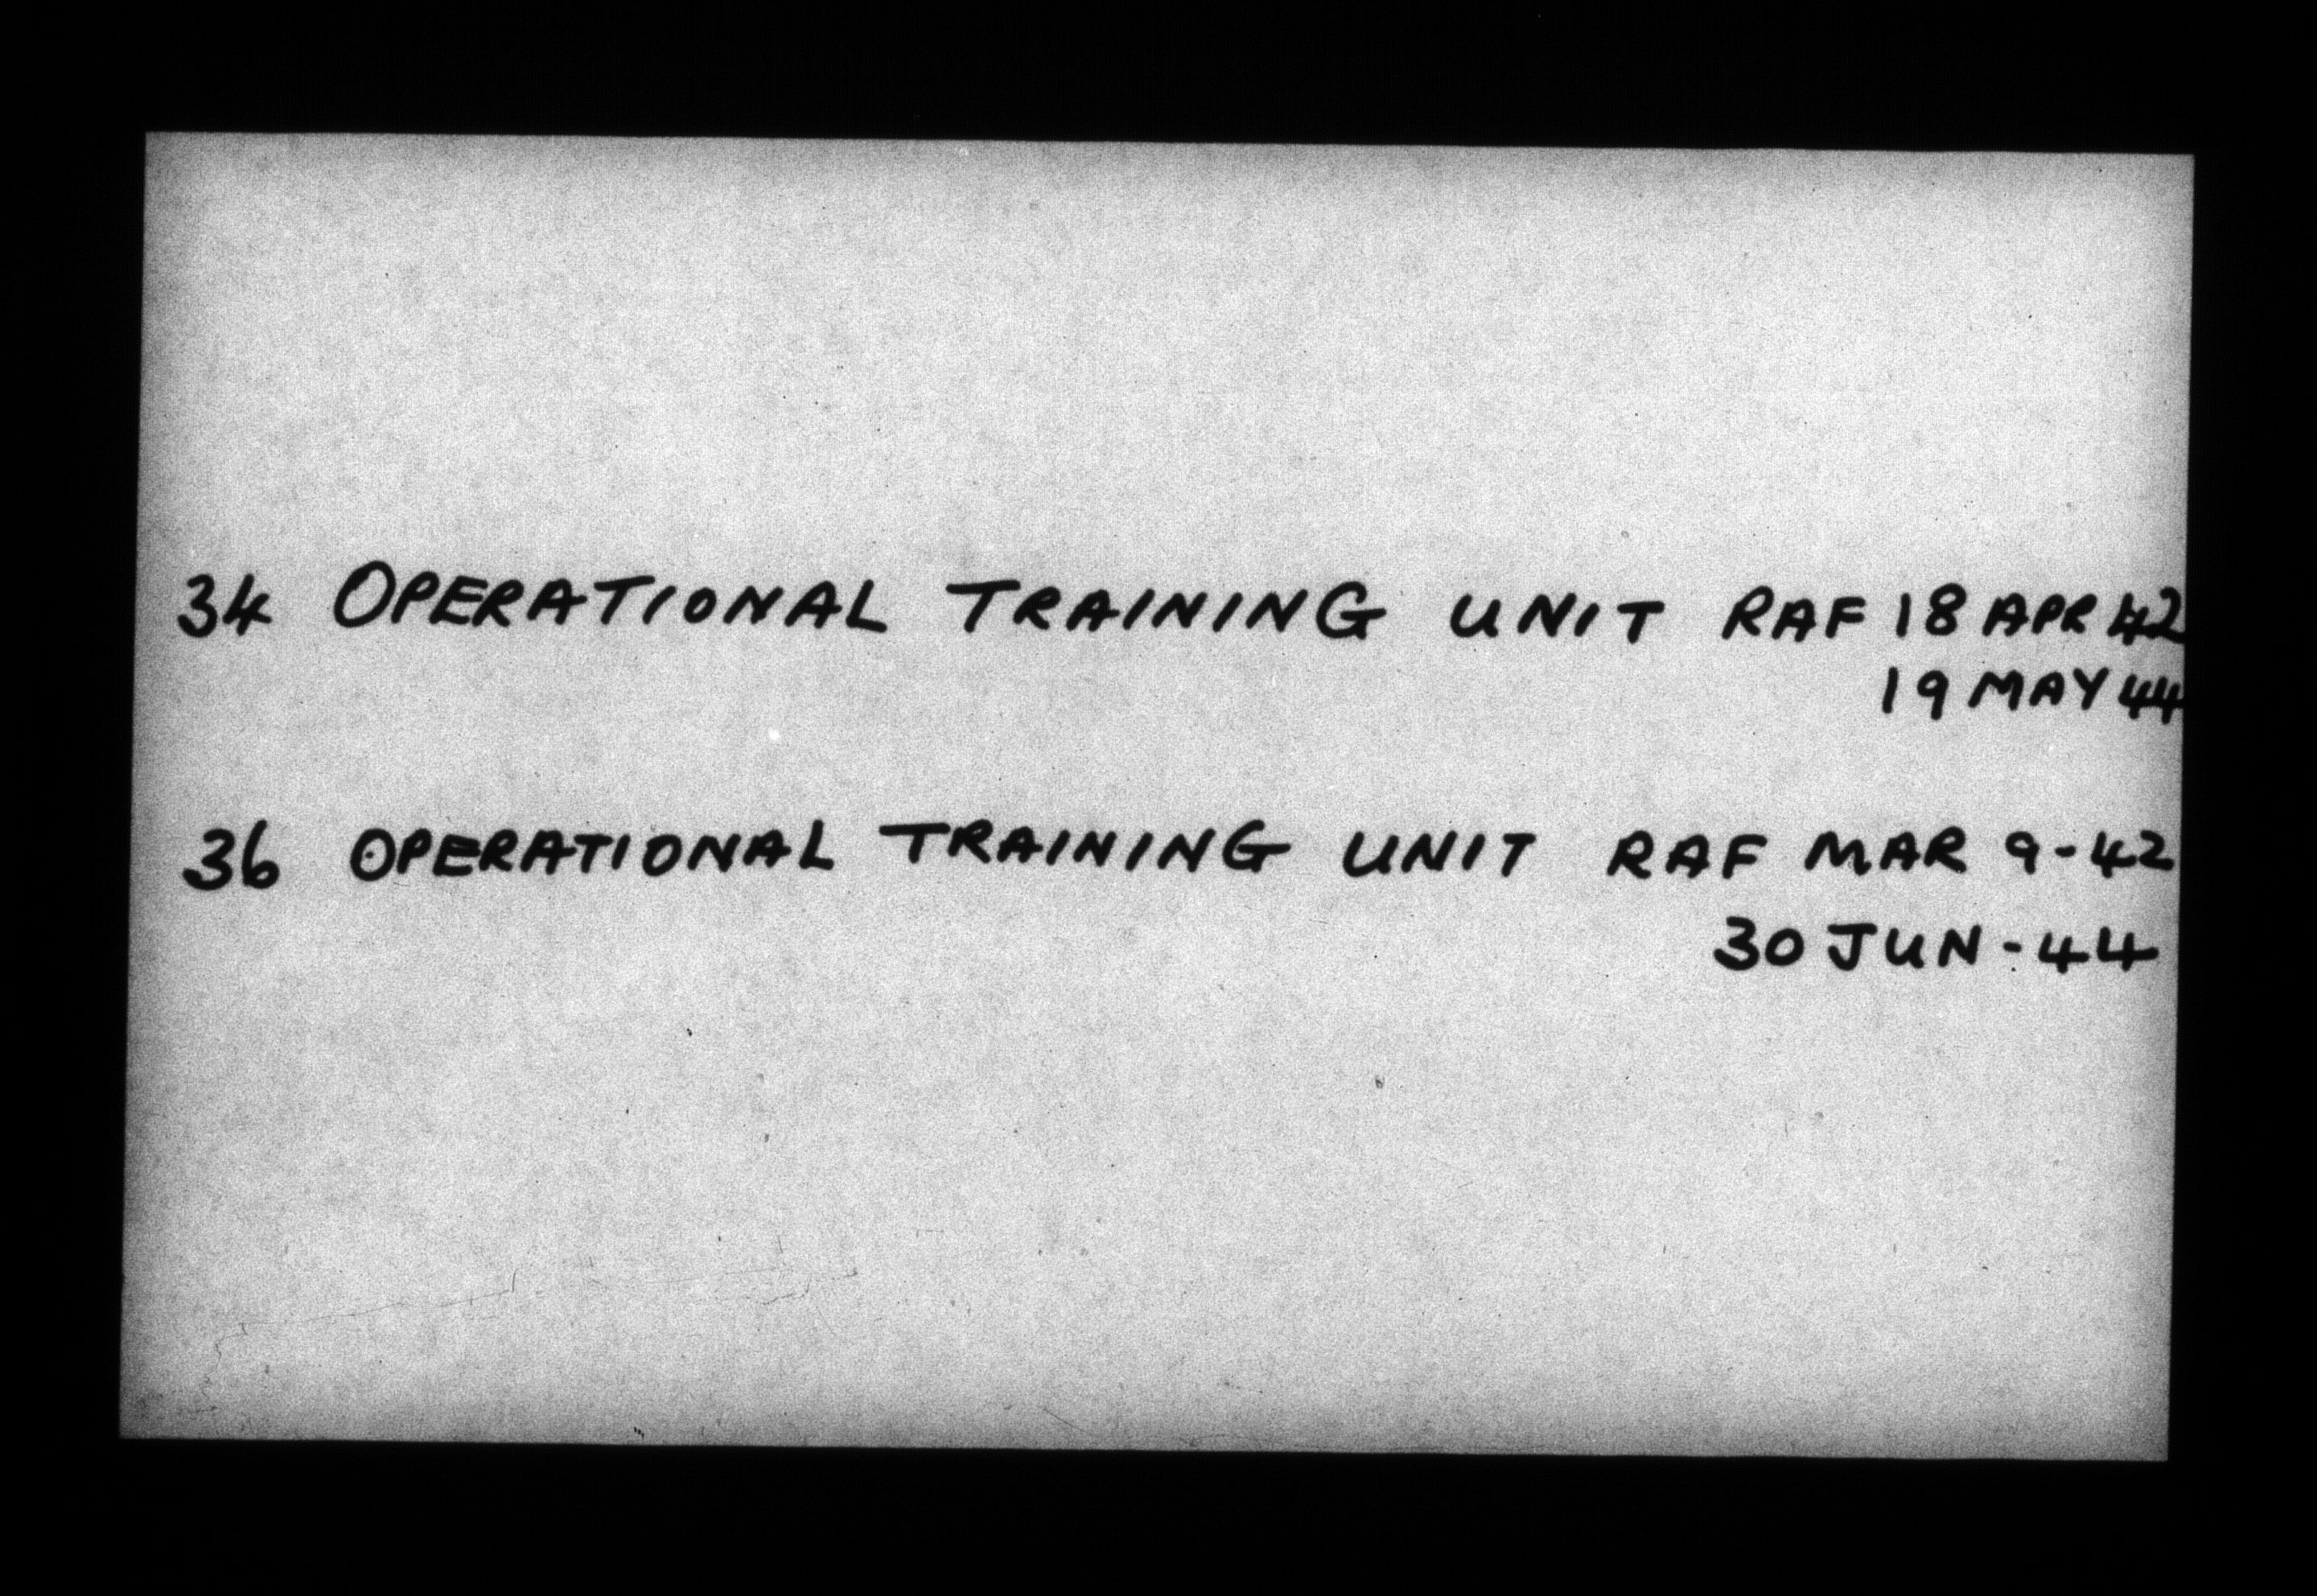 34 OPERATIONAL TRAINING UNIT RAF 18 APR 42
19 MAY 44
36 OPERATIONAL TRAINING UNIT RAF MAR 9-42
30 JUN-44